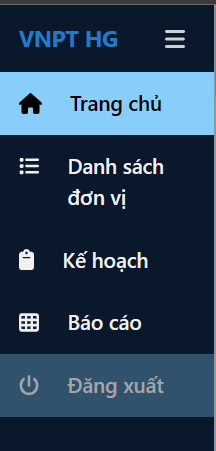 VNPT HG
Trang chủ
Danh sách
đơn vị
Kế hoạch
Báo cáo
Đăng xuất